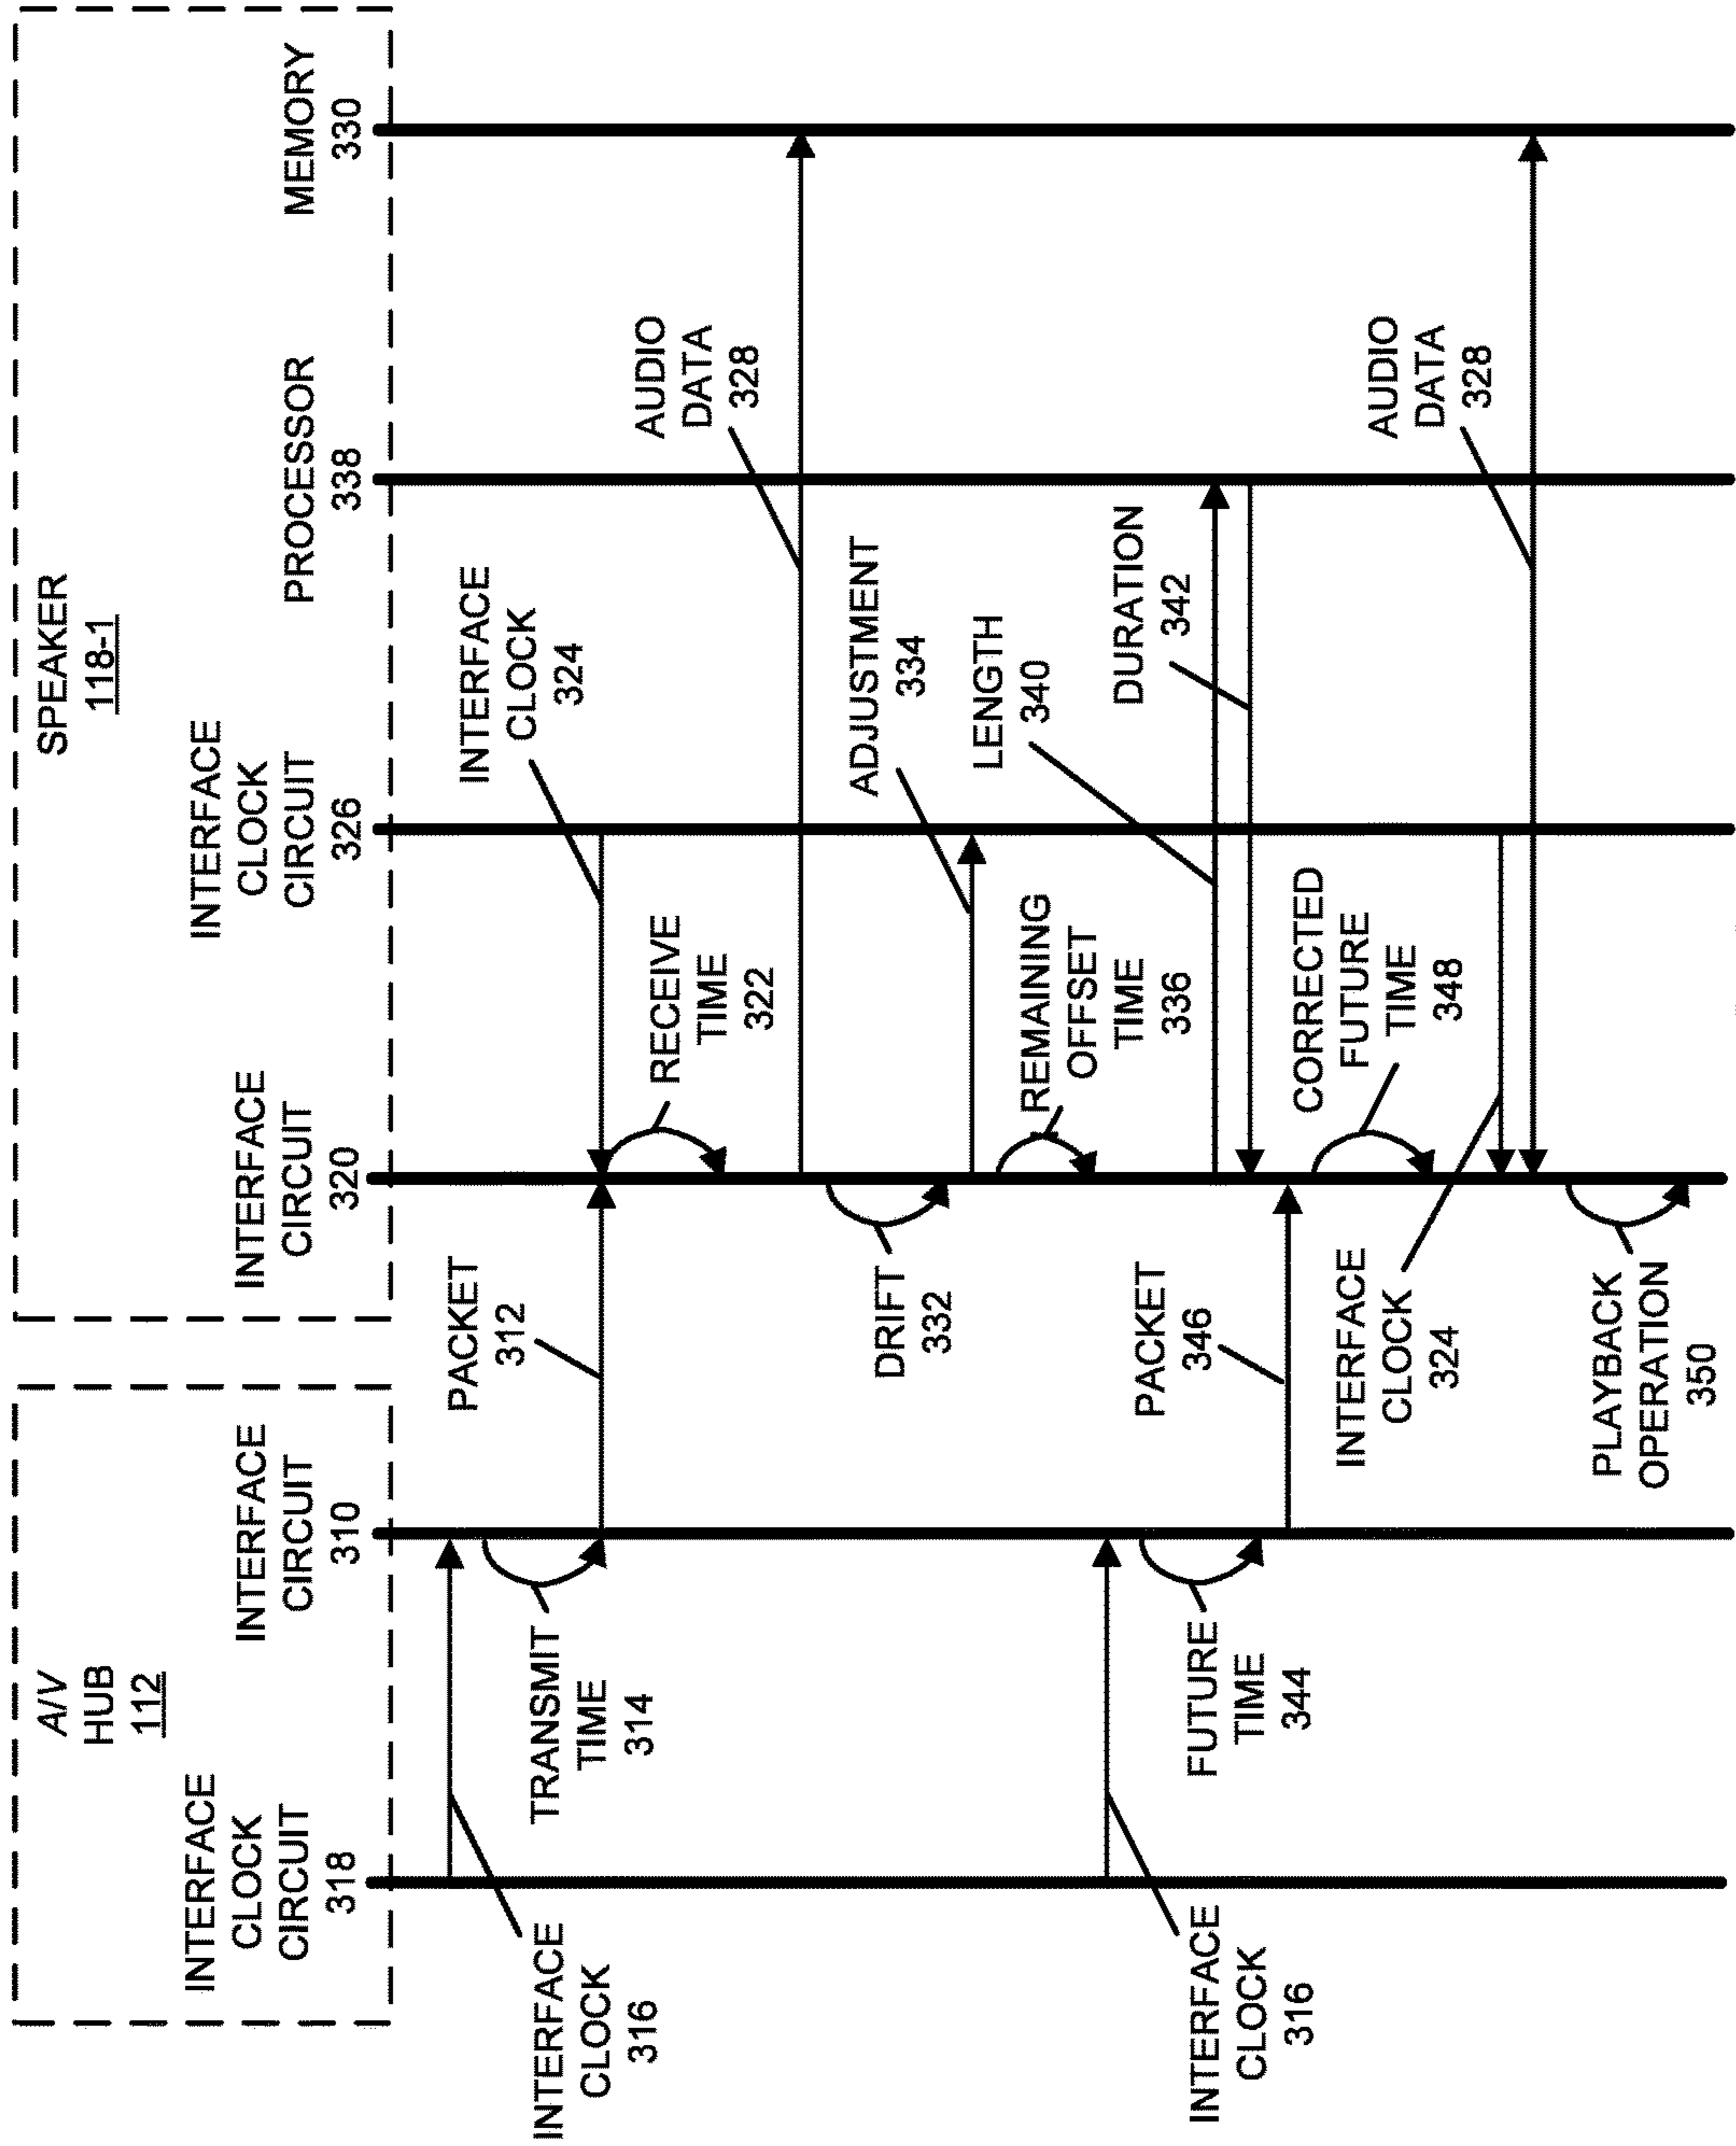 A/V
HUB
112
INTERFACE
CLOCK
CIRCUIT
318
INTERFACE
CIRCUIT
310
SPEAKER
118-1
INTERFACE
CIRCUIT
320
INTERFACE
CLOCK
CIRCUIT
326
PROCESSOR
338
MEMORY
330
INTERFACE
CLOCK
316
TRANSMIT
TIME
314
PACKET
312
INTERFACE
CLOCK
324
RECEIVE
TIME
322
AUDIO
DATA
328
DRIFT
332
ADJUSTMENT
334
REMAINING
OFFSET
TIME
336
LENGTH
340
DURATION
342
INTERFACE
CLOCK
316
FUTURE
TIME
344
PACKET
346
CORRECTED
FUTURE
TIME
348
INTERFACE
CLOCK
324
AUDIO
DATA
328
PLAYBACK
OPERATION
350